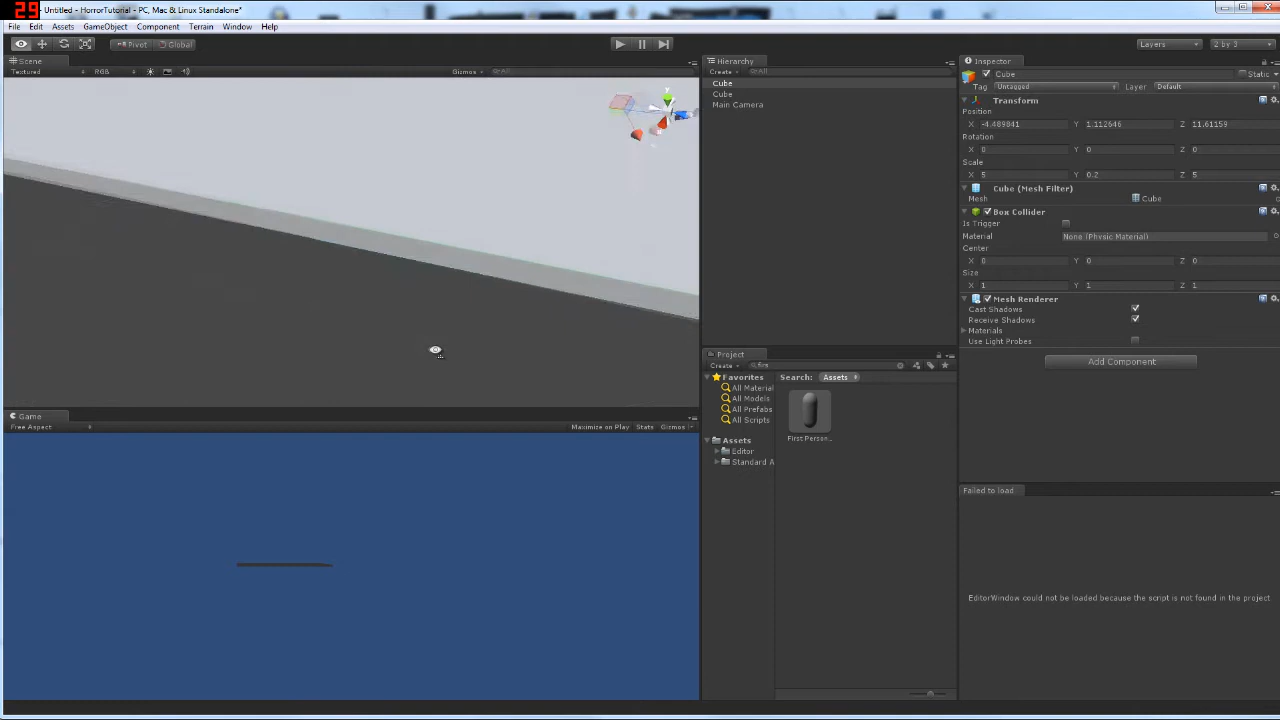 29
Untitled - HorrorTutorial - PC, Mac & Linux Standalone*
File Edit Assets GameObject Component Terrain Window Help
Pivot Global
Layers 2 by 3
Scene
Textured RGB Gizmos All
Game
Free Aspect Maximize on Play Stats Gizmos
Hierarchy
Create All
Cube
Cube
Main Camera
Project
Create firs
Favorites
All Material
All Models
All Prefabs
All Scripts
Assets
Editor
Standard A
Search: Assets
First Person...
Inspector
Cube Static
Tag Untagged Layer Default
Transform
Position
X -4.489841 Y 1.112646 Z 11.61159
Rotation
X 0 Y 0 Z 0
Scale
X 5 Y 0.2 Z 5
Cube (Mesh Filter)
Mesh Cube
Box Collider
Is Trigger
Material None (Physic Material)
Center
X 0 Y 0 Z 0
Size
X 1 Y 1 Z 1
Mesh Renderer
Cast Shadows
Receive Shadows
Materials
Use Light Probes
Add Component
Failed to load
EditorWindow could not be loaded because the script is not found in the project.